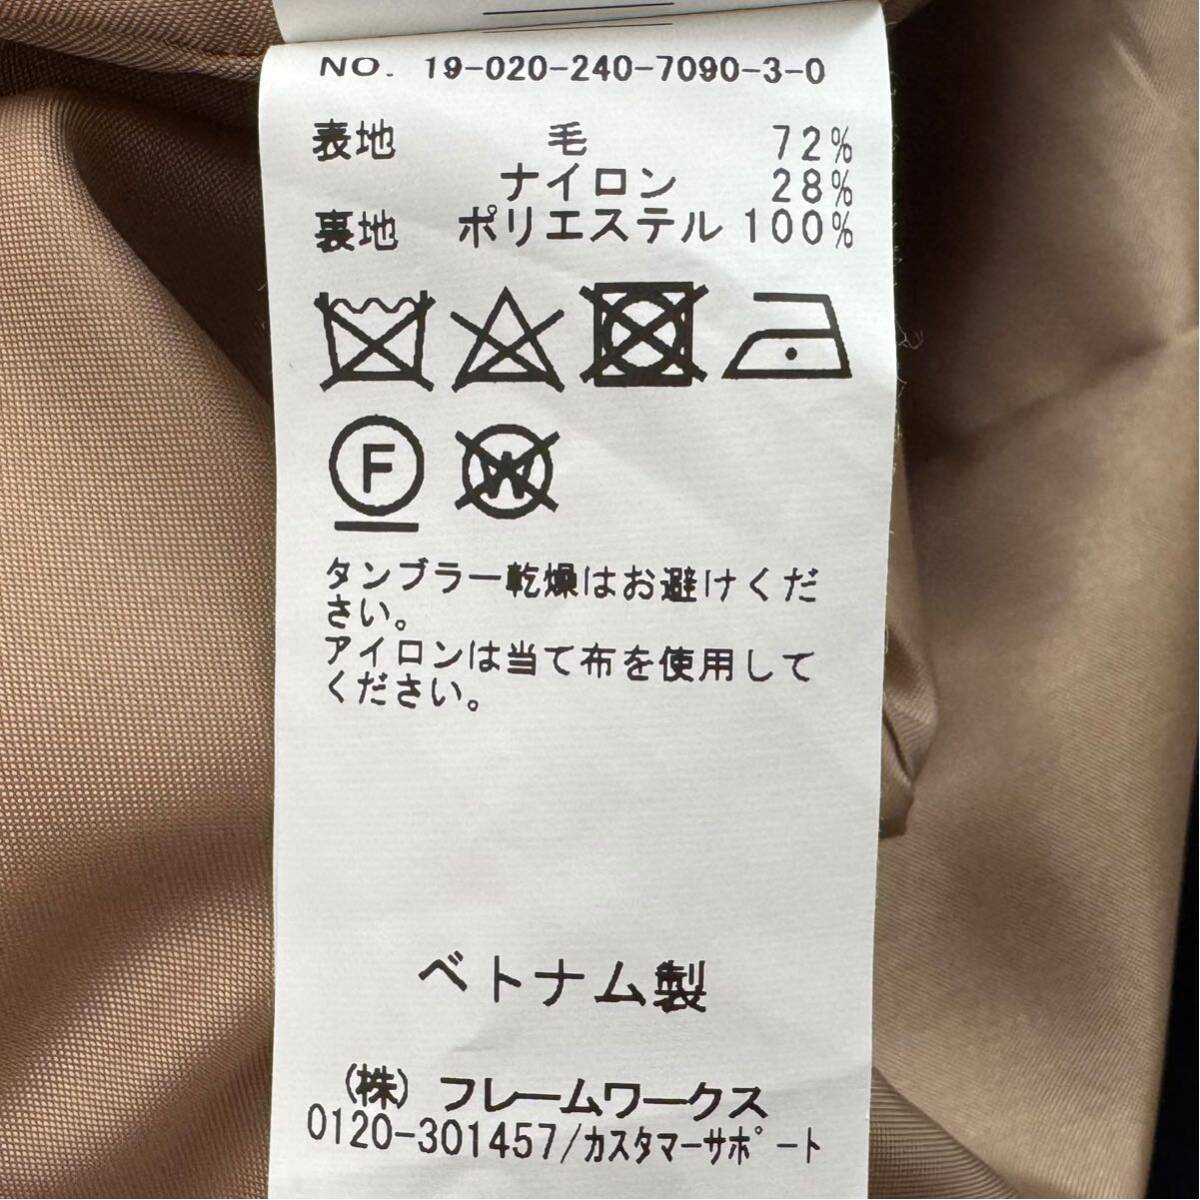 NO. 19-020-240-7090-3-0
表地 毛 72%
ナイロン 28%
裏地 ポリエステル 100%
F W
タンブラー乾燥はお避けくだ
さい。
アイロンは当て布を使用して
ください。
ベトナム製
(株) フレームワークス
0120-301457/カスタマーサポート